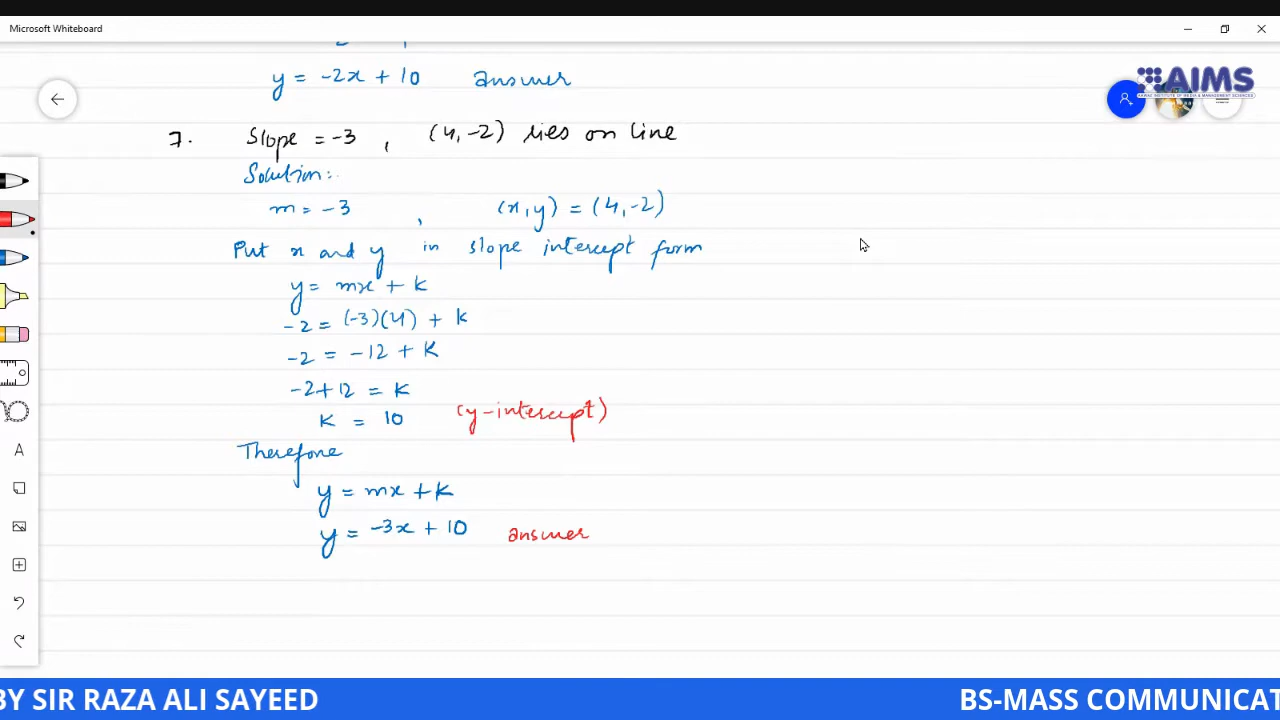 Microsoft Whiteboard
AIMS
y = -2x + 10 answer
7. Slope = -3 , (4,-2) lies on line
Solution:
m = -3 , (x,y) = (4,-2)
Put x and y in slope intercept form
y = mx + k
-2 = (-3)(4) + k
-2 = -12 + k
-2+12 = k
k = 10 (y-intercept)
Therefore
y = mx + k
y = -3x + 10 answer
BY SIR RAZA ALI SAYEED BS-MASS COMMUNICAT